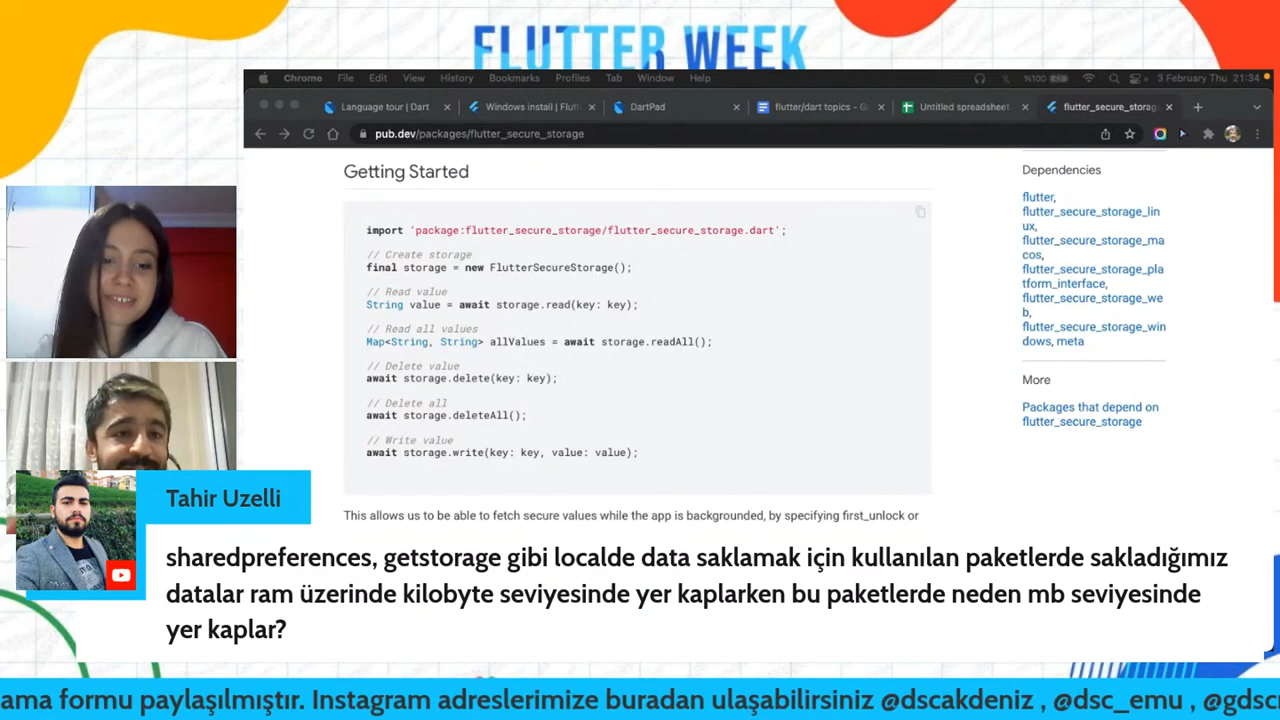 FLUTTER WEEK
Chrome File Edit View History Bookmarks Profiles Tab Window Help %100 3 February Thu 21:34
Language tour | Dart
Windows install | Flutt
DartPad
flutter/dart topics - G
Untitled spreadsheet
flutter_secure_storag
pub.dev/packages/flutter_secure_storage
Getting Started
import 'package:flutter_secure_storage/flutter_secure_storage.dart';
// Create storage
final storage = new FlutterSecureStorage();
// Read value
String value = await storage.read(key: key);
// Read all values
Map<String, String> allValues = await storage.readAll();
// Delete value
await storage.delete(key: key);
// Delete all
await storage.deleteAll();
// Write value
await storage.write(key: key, value: value);
This allows us to be able to fetch secure values while the app is backgrounded, by specifying first_unlock or
Dependencies
flutter,
flutter_secure_storage_lin
ux,
flutter_secure_storage_ma
cos,
flutter_secure_storage_pla
tform_interface,
flutter_secure_storage_we
b,
flutter_secure_storage_win
dows, meta
More
Packages that depend on
flutter_secure_storage
Tahir Uzelli
sharedpreferences, getstorage gibi localde data saklamak için kullanılan paketlerde sakladığımız
datalar ram üzerinde kilobyte seviyesinde yer kaplarken bu paketlerde neden mb seviyesinde
yer kaplar?
ama formu paylaşılmıştır. Instagram adreslerimize buradan ulaşabilirsiniz @dscakdeniz , @dsc_emu , @gdsc